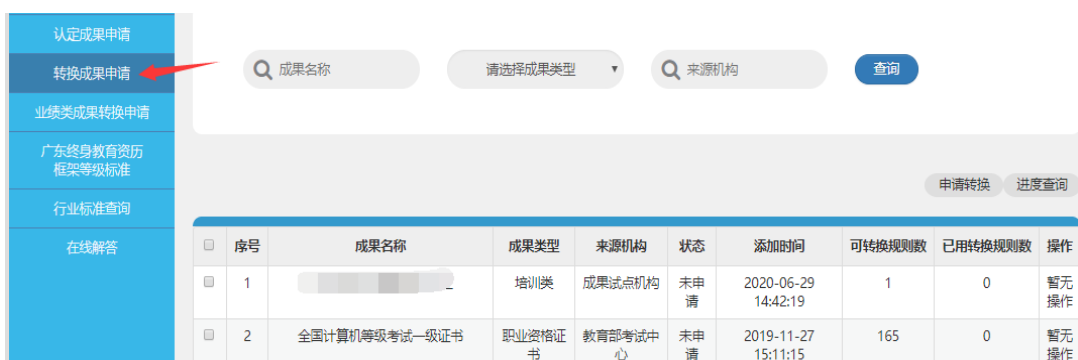 认定成果申请
转换成果申请
业绩类成果转换申请
广东终身教育资历
框架等级标准
行业标准查询
在线解答
成果名称 请选择成果类型 来源机构 查询
申请转换 进度查询
序号 成果名称 成果类型 来源机构 状态 添加时间 可转换规则数 已用转换规则数 操作
1 培训类 成果试点机构 未申 2020-06-29 1 0 暂无
请 14:42:19 操作
2 全国计算机等级考试一级证书 职业资格证 教育部考试中 未申 2019-11-27 165 0 暂无
书 心 请 15:11:15 操作